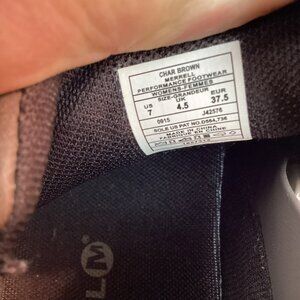 CHAR BROWN
MERRELL
PERFORMANCE FOOTWEAR
WOMENS-FEMMES
SIZE-GRANDEUR
US UK EUR
7 4.5 37.5
0915 J42576
SOLE US PAT NO.D584,736
MADE IN CHINA